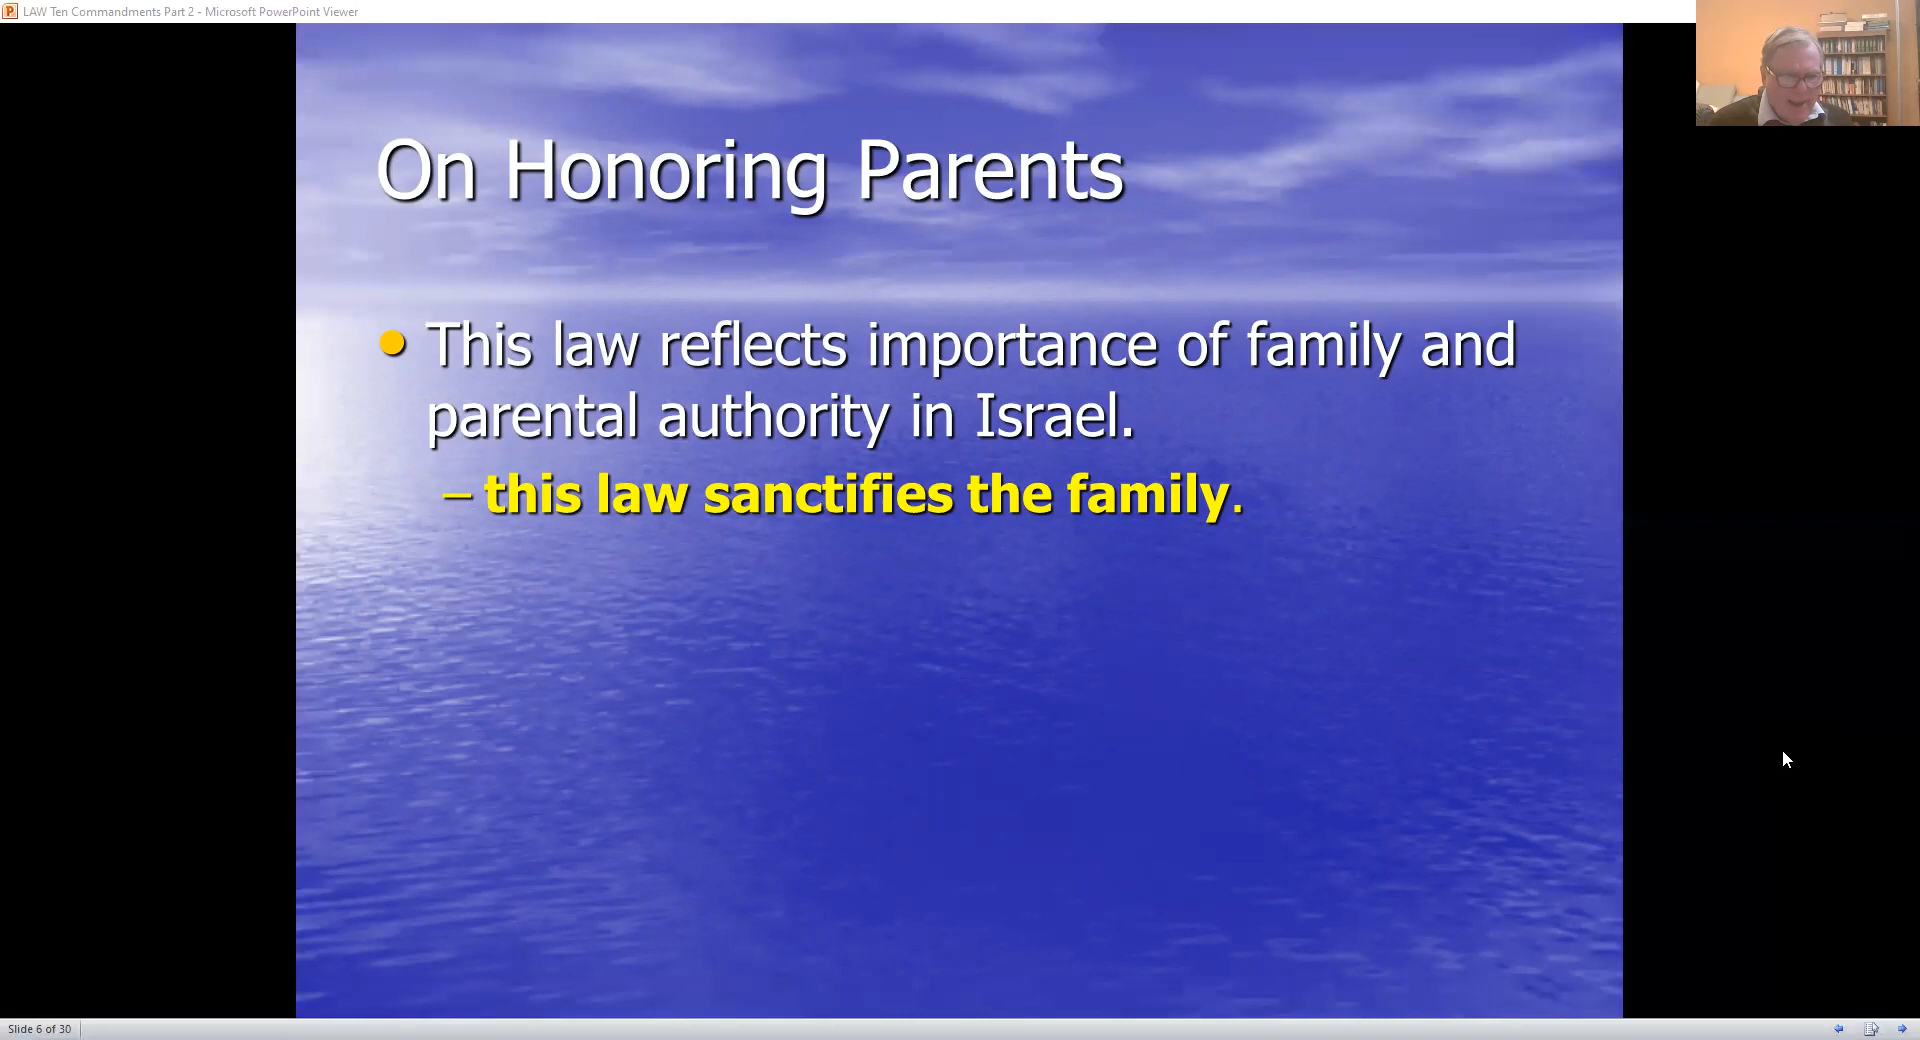 LAW Ten Commandments Part 2 - Microsoft PowerPoint Viewer
On Honoring Parents
• This law reflects importance of family and
parental authority in Israel.
– this law sanctifies the family.
Slide 6 of 30